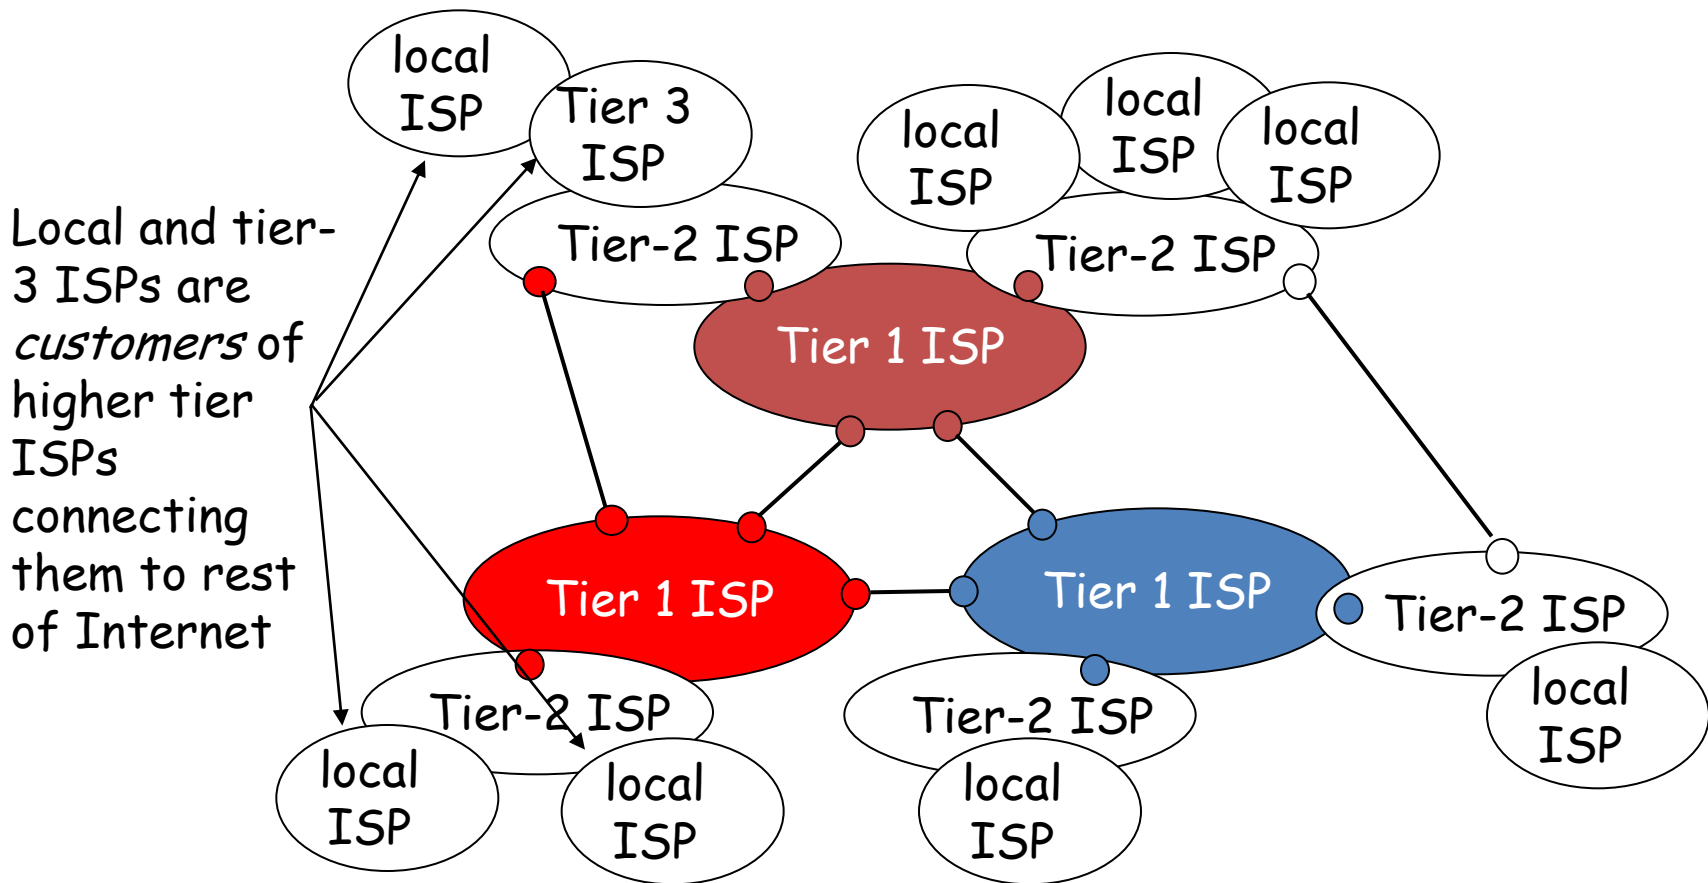 local
ISP
Tier 3
ISP
local
ISP
local
ISP
local
ISP
Local and tier-
3 ISPs are
customers of
higher tier
ISPs
connecting
them to rest
of Internet
Tier-2 ISP
Tier-2 ISP
Tier 1 ISP
Tier 1 ISP
Tier 1 ISP
Tier-2 ISP
Tier-2 ISP
Tier-2 ISP
local
ISP
local
ISP
local
ISP
local
ISP